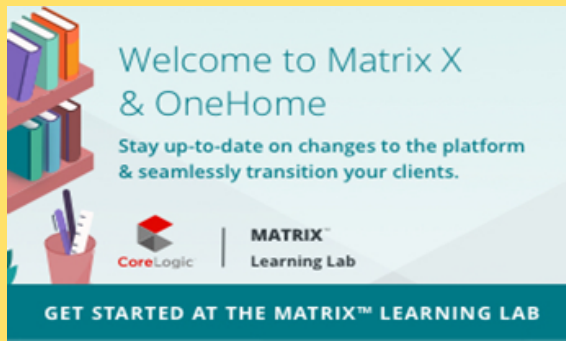 Welcome to Matrix X
& OneHome
Stay up-to-date on changes to the platform
& seamlessly transition your clients.
CoreLogic
MATRIX™
Learning Lab
GET STARTED AT THE MATRIX™ LEARNING LAB